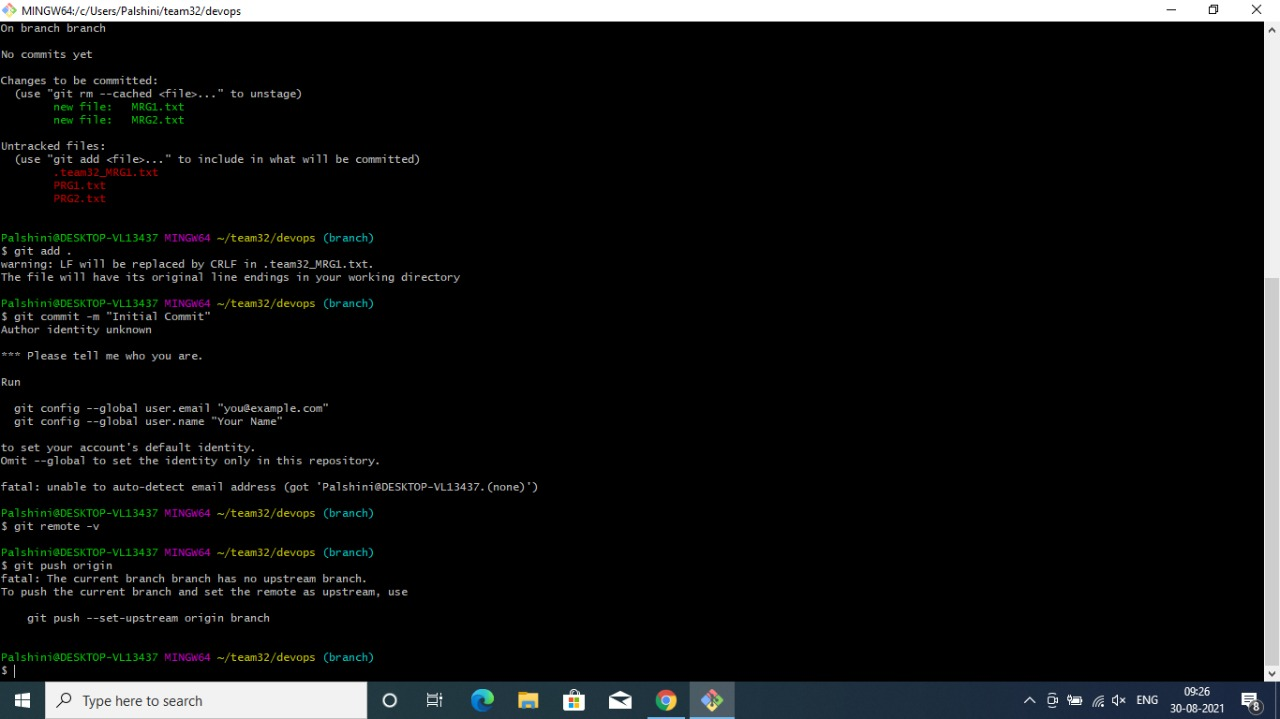 MINGW64:/c/Users/Palshini/team32/devops
On branch branch
No commits yet
Changes to be committed:
(use "git rm --cached <file>..." to unstage)
new file:   MRG1.txt
new file:   MRG2.txt
Untracked files:
(use "git add <file>..." to include in what will be committed)
.team32_MRG1.txt
PRG1.txt
PRG2.txt
Palshini@DESKTOP-VL13437 MINGW64 ~/team32/devops (branch)
$ git add .
warning: LF will be replaced by CRLF in .team32_MRG1.txt.
The file will have its original line endings in your working directory
Palshini@DESKTOP-VL13437 MINGW64 ~/team32/devops (branch)
$ git commit -m "Initial Commit"
Author identity unknown
*** Please tell me who you are.
Run
git config --global user.email "you@example.com"
git config --global user.name "Your Name"
to set your account's default identity.
Omit --global to set the identity only in this repository.
fatal: unable to auto-detect email address (got 'Palshini@DESKTOP-VL13437.(none)')
Palshini@DESKTOP-VL13437 MINGW64 ~/team32/devops (branch)
$ git remote -v
Palshini@DESKTOP-VL13437 MINGW64 ~/team32/devops (branch)
$ git push origin
fatal: The current branch branch has no upstream branch.
To push the current branch and set the remote as upstream, use
git push --set-upstream origin branch
Palshini@DESKTOP-VL13437 MINGW64 ~/team32/devops (branch)
$
Type here to search
ENG
09:26
30-08-2021
8